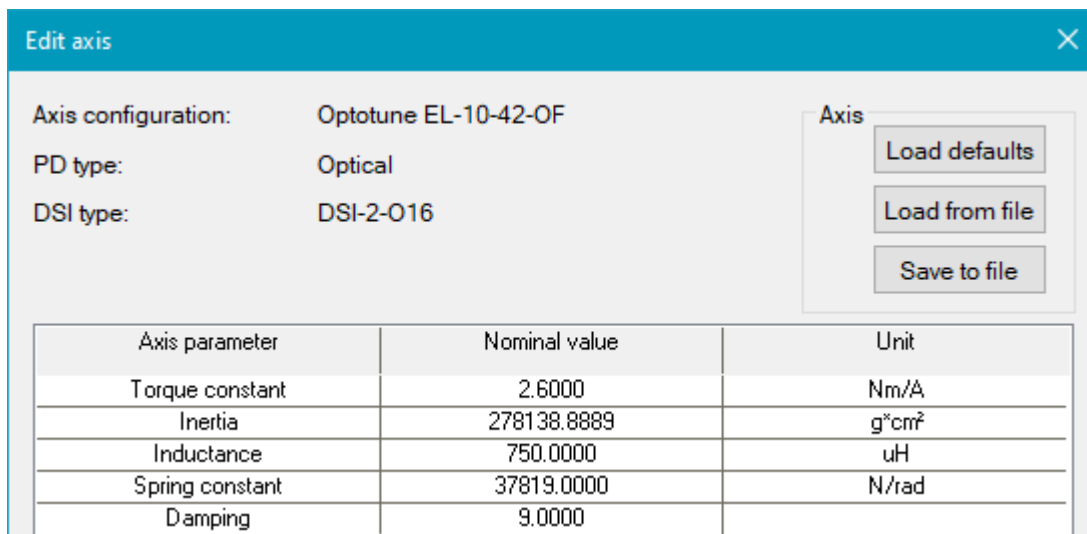 Edit axis
Axis configuration: Optotune EL-10-42-OF
PD type: Optical
DSI type: DSI-2-O16
Axis
Load defaults
Load from file
Save to file
Axis parameter Nominal value Unit
Torque constant 2.6000 Nm/A
Inertia 278138.8889 g*cm²
Inductance 750.0000 uH
Spring constant 37819.0000 N/rad
Damping 9.0000